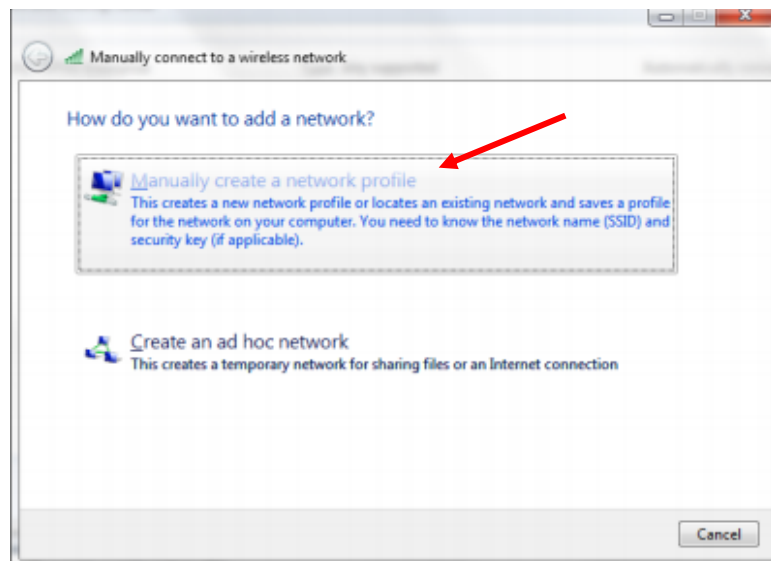 Manually connect to a wireless network
How do you want to add a network?
Manually create a network profile
This creates a new network profile or locates an existing network and saves a profile
for the network on your computer. You need to know the network name (SSID) and
security key (if applicable).
Create an ad hoc network
This creates a temporary network for sharing files or an Internet connection
Cancel